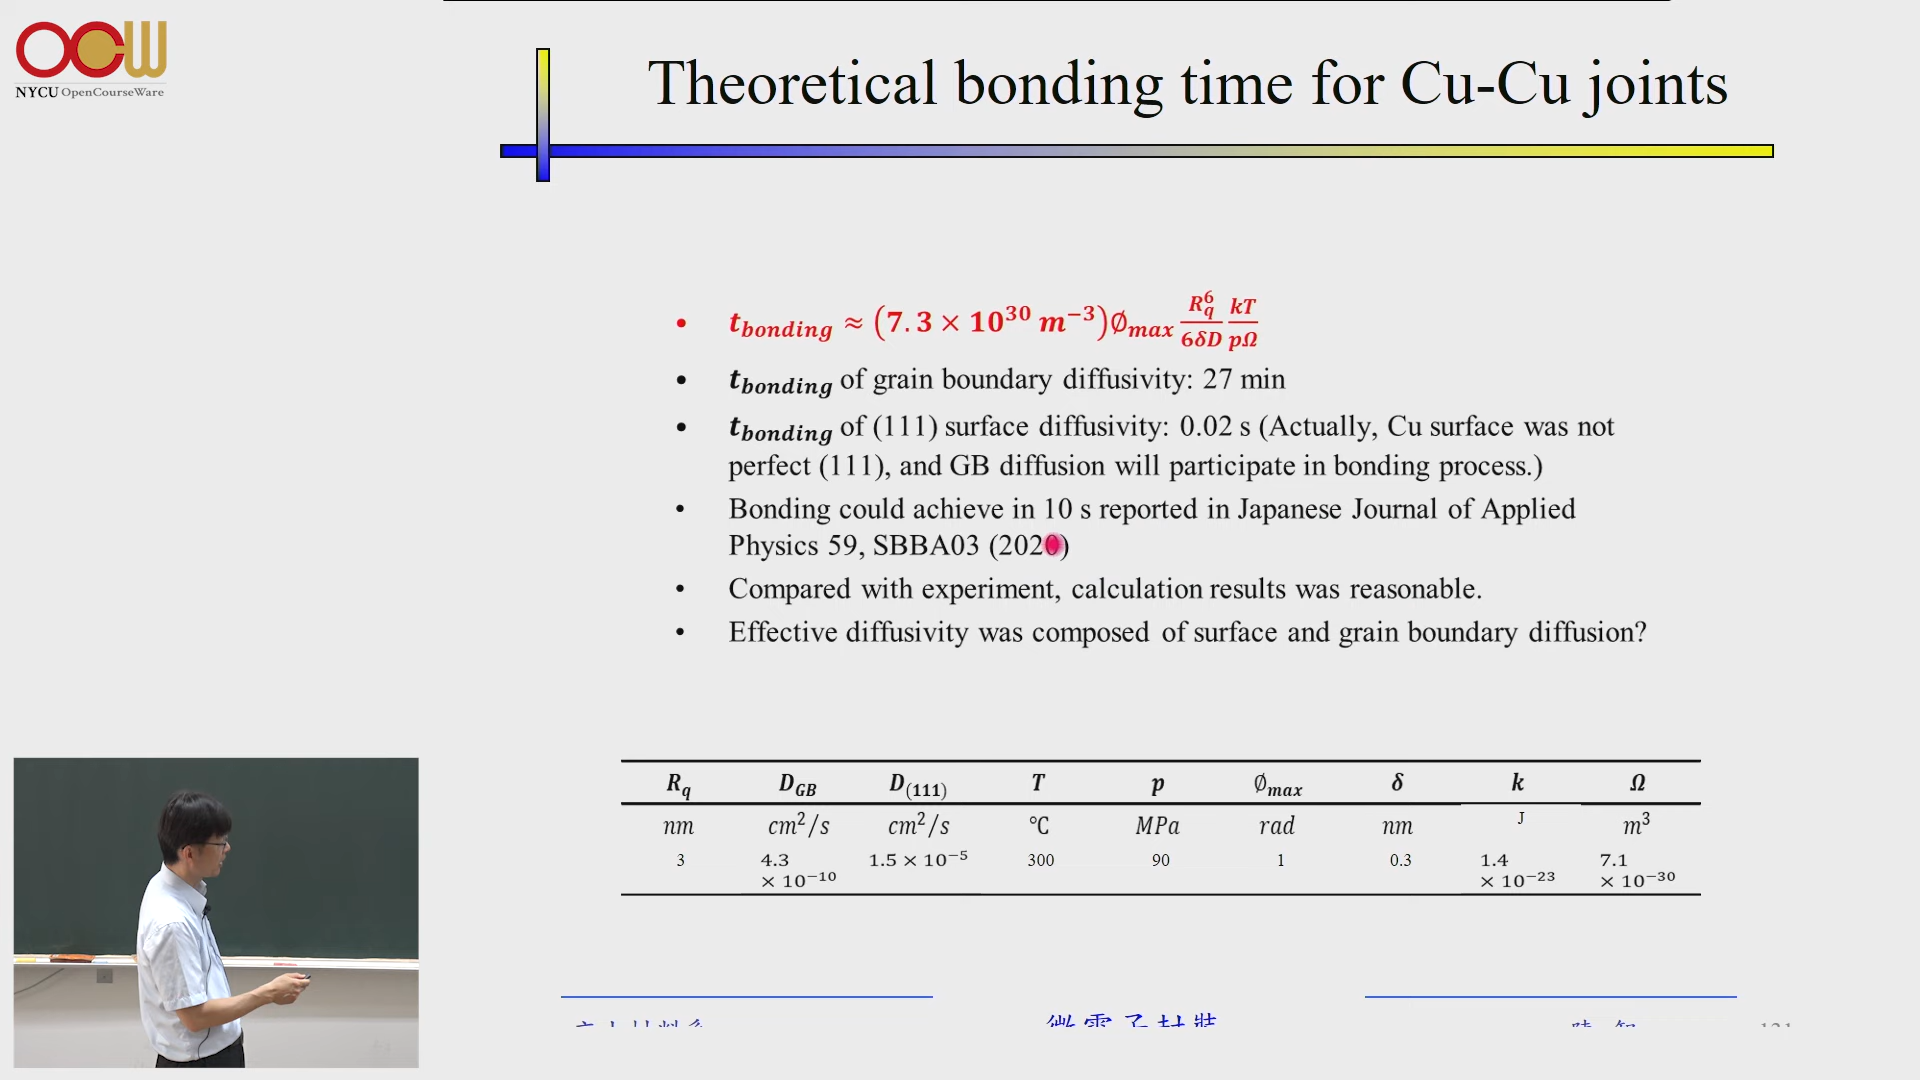 NYCU OpenCourseWare
Theoretical bonding time for Cu-Cu joints
• t_bonding ≈ (7.3 × 10^30 m^−3)∅_max R_q^6/6δD kT/pΩ
• t_bonding of grain boundary diffusivity: 27 min
• t_bonding of (111) surface diffusivity: 0.02 s (Actually, Cu surface was not
perfect (111), and GB diffusion will participate in bonding process.)
• Bonding could achieve in 10 s reported in Japanese Journal of Applied
Physics 59, SBBA03 (2020)
• Compared with experiment, calculation results was reasonable.
• Effective diffusivity was composed of surface and grain boundary diffusion?
R_q D_GB D_(111) T p ∅_max δ k Ω
nm cm^2/s cm^2/s °C MPa rad nm J m^3
3 4.3 × 10^−10 1.5 × 10^−5 300 90 1 0.3 1.4 × 10^−23 7.1 × 10^−30
微電子封裝